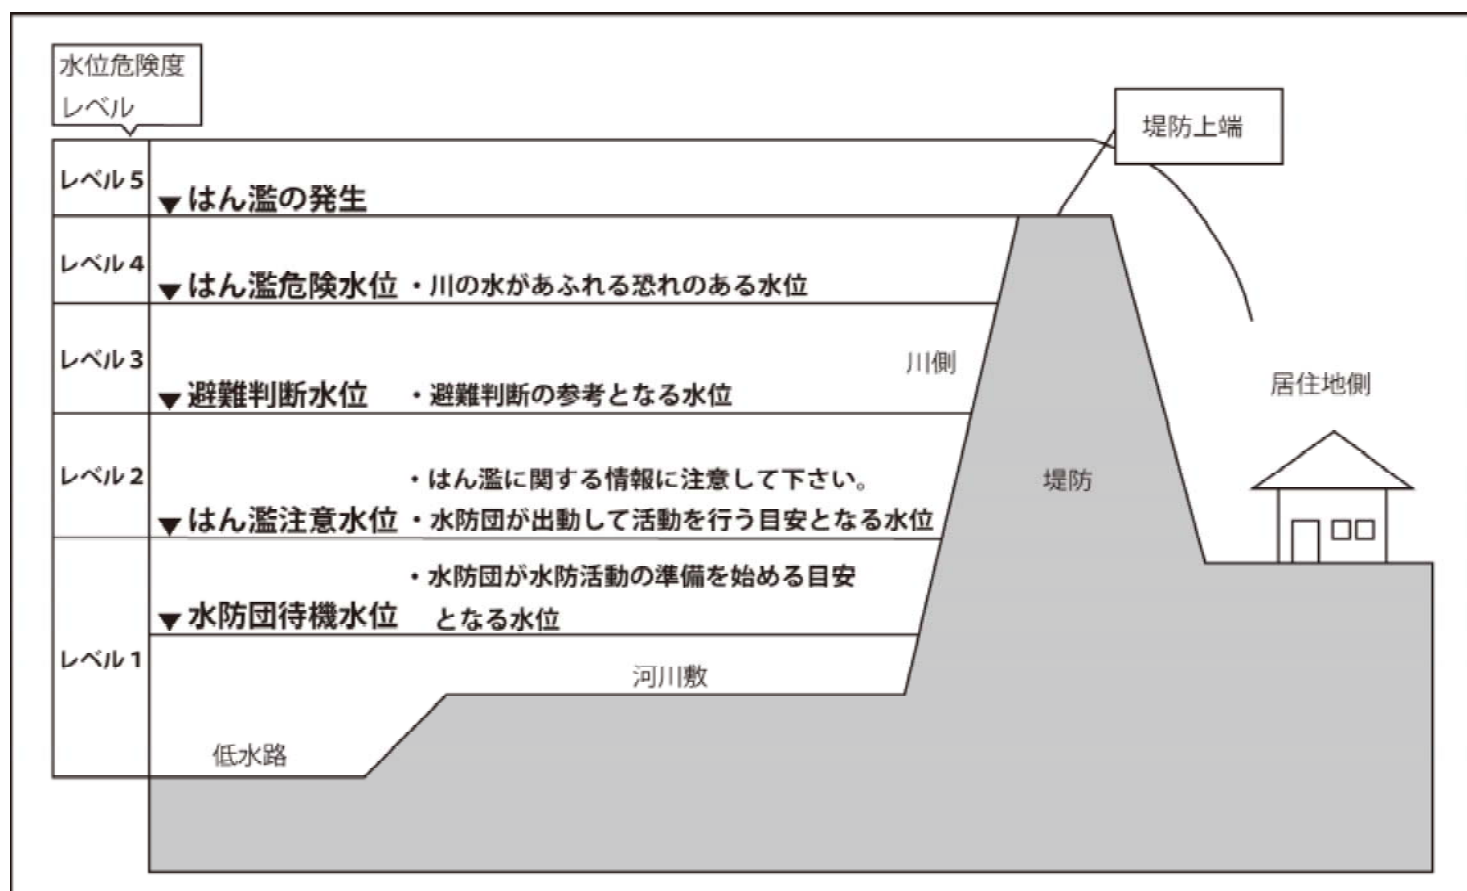 水位危険度
レベル
堤防上端
レベル 5
▼はん濫の発生
レベル 4
▼はん濫危険水位 ・川の水があふれる恐れのある水位
レベル 3
川側
▼避難判断水位 ・避難判断の参考となる水位
居住地側
レベル 2
・はん濫に関する情報に注意して下さい。
堤防
▼はん濫注意水位 ・水防団が出動して活動を行う目安となる水位
・水防団が水防活動の準備を始める目安
▼水防団待機水位 となる水位
レベル 1
河川敷
低水路